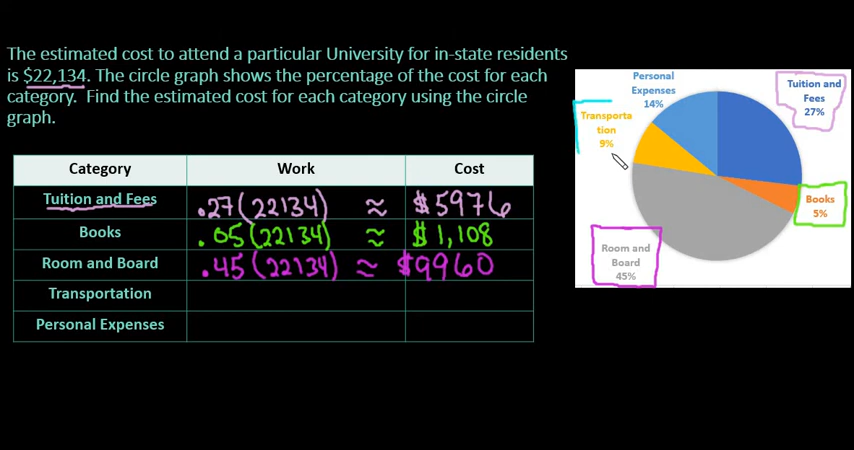 The estimated cost to attend a particular University for in-state residents
is $22,134. The circle graph shows the percentage of the cost for each
category. Find the estimated cost for each category using the circle
graph.
Category Work Cost
Tuition and Fees .27(22134) ≈ $5976
Books .05(22134) ≈ $1,108
Room and Board .45(22134) ≈ $9960
Transportation
Personal Expenses
Personal
Expenses
14%
Tuition and
Fees
27%
Transporta
tion
9%
Books
5%
Room and
Board
45%